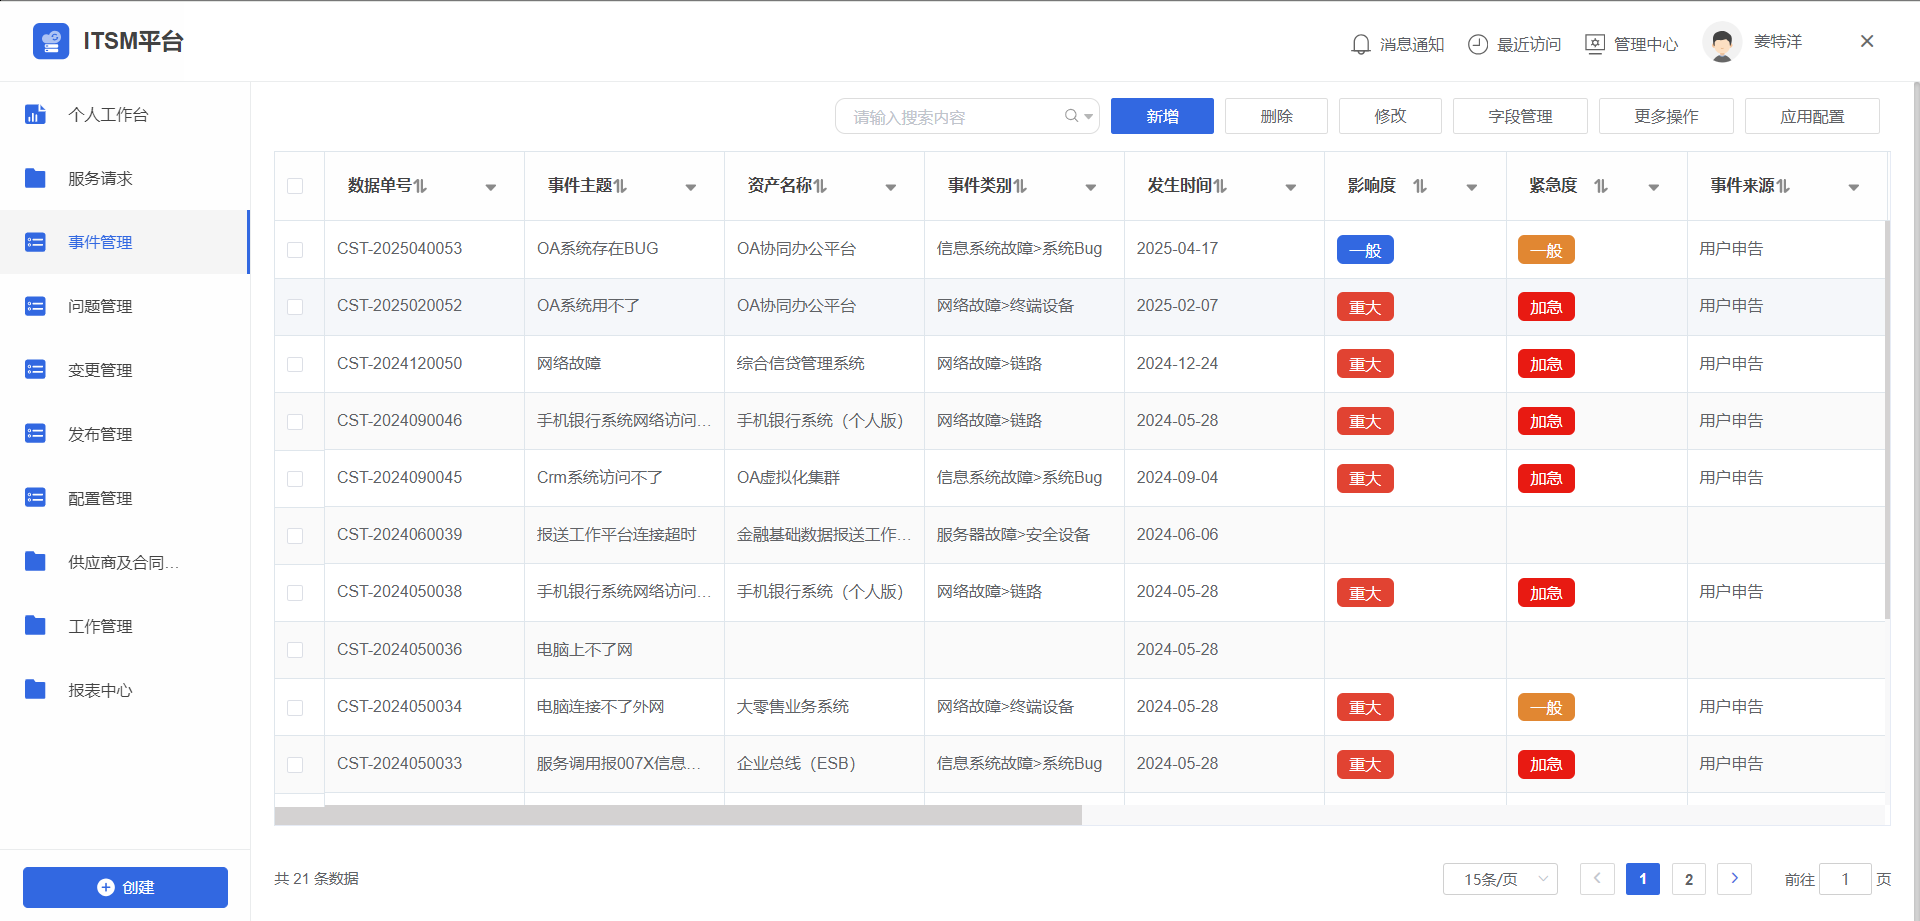 ITSM平台
消息通知
最近访问
管理中心
姜特洋
个人工作台
服务请求
事件管理
问题管理
变更管理
发布管理
配置管理
供应商及合同…
工作管理
报表中心
创建
请输入搜索内容
新增
删除
修改
字段管理
更多操作
应用配置
数据单号 事件主题 资产名称 事件类别 发生时间 影响度 紧急度 事件来源
CST-2025040053 OA系统存在BUG OA协同办公平台 信息系统故障>系统Bug 2025-04-17 一般 一般 用户申告
CST-2025020052 OA系统用不了 OA协同办公平台 网络故障>终端设备 2025-02-07 重大 加急 用户申告
CST-2024120050 网络故障 综合信贷管理系统 网络故障>链路 2024-12-24 重大 加急 用户申告
CST-2024090046 手机银行系统网络访问… 手机银行系统（个人版） 网络故障>链路 2024-05-28 重大 加急 用户申告
CST-2024090045 Crm系统访问不了 OA虚拟化集群 信息系统故障>系统Bug 2024-09-04 重大 加急 用户申告
CST-2024060039 报送工作平台连接超时 金融基础数据报送工作… 服务器故障>安全设备 2024-06-06
CST-2024050038 手机银行系统网络访问… 手机银行系统（个人版） 网络故障>链路 2024-05-28 重大 加急 用户申告
CST-2024050036 电脑上不了网 2024-05-28
CST-2024050034 电脑连接不了外网 大零售业务系统 网络故障>终端设备 2024-05-28 重大 一般 用户申告
CST-2024050033 服务调用报007X信息… 企业总线（ESB） 信息系统故障>系统Bug 2024-05-28 重大 加急 用户申告
共 21 条数据
15条/页
1
2
前往 1 页